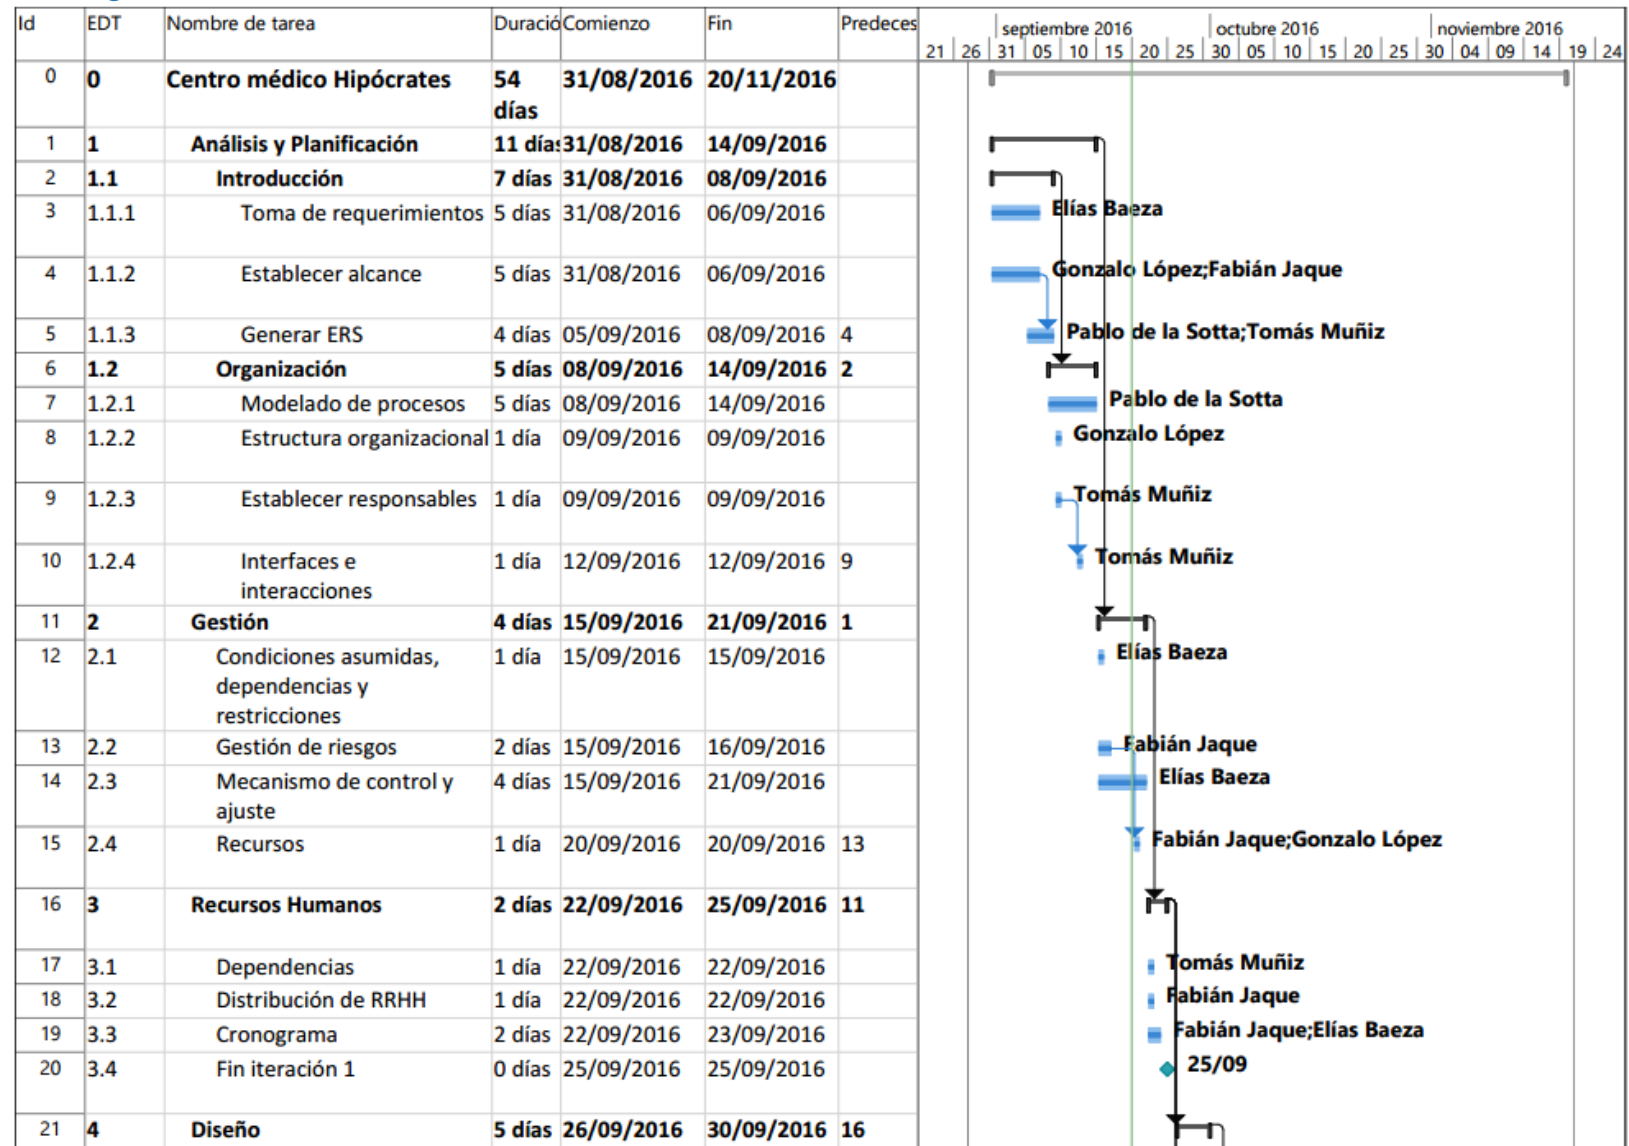 Id EDT Nombre de tarea Duració Comienzo Fin Predeces
septiembre 2016 octubre 2016 noviembre 2016
21 26 31 05 10 15 20 25 30 05 10 15 20 25 30 04 09 14 19 24
0 0 Centro médico Hipócrates 54 31/08/2016 20/11/2016
días
1 1 Análisis y Planificación 11 días 31/08/2016 14/09/2016
2 1.1 Introducción 7 días 31/08/2016 08/09/2016
3 1.1.1 Toma de requerimientos 5 días 31/08/2016 06/09/2016 Elías Baeza
4 1.1.2 Establecer alcance 5 días 31/08/2016 06/09/2016 Gonzalo López;Fabián Jaque
5 1.1.3 Generar ERS 4 días 05/09/2016 08/09/2016 4 Pablo de la Sotta;Tomás Muñiz
6 1.2 Organización 5 días 08/09/2016 14/09/2016 2
7 1.2.1 Modelado de procesos 5 días 08/09/2016 14/09/2016 Pablo de la Sotta
8 1.2.2 Estructura organizacional 1 día 09/09/2016 09/09/2016 Gonzalo López
9 1.2.3 Establecer responsables 1 día 09/09/2016 09/09/2016 Tomás Muñiz
10 1.2.4 Interfaces e 1 día 12/09/2016 12/09/2016 9 Tomás Muñiz
interacciones
11 2 Gestión 4 días 15/09/2016 21/09/2016 1
12 2.1 Condiciones asumidas, 1 día 15/09/2016 15/09/2016 Elías Baeza
dependencias y
restricciones
13 2.2 Gestión de riesgos 2 días 15/09/2016 16/09/2016 Fabián Jaque
14 2.3 Mecanismo de control y 4 días 15/09/2016 21/09/2016 Elías Baeza
ajuste
15 2.4 Recursos 1 día 20/09/2016 20/09/2016 13 Fabián Jaque;Gonzalo López
16 3 Recursos Humanos 2 días 22/09/2016 25/09/2016 11
17 3.1 Dependencias 1 día 22/09/2016 22/09/2016 Tomás Muñiz
18 3.2 Distribución de RRHH 1 día 22/09/2016 22/09/2016 Fabián Jaque
19 3.3 Cronograma 2 días 22/09/2016 23/09/2016 Fabián Jaque;Elías Baeza
20 3.4 Fin iteración 1 0 días 25/09/2016 25/09/2016 25/09
21 4 Diseño 5 días 26/09/2016 30/09/2016 16